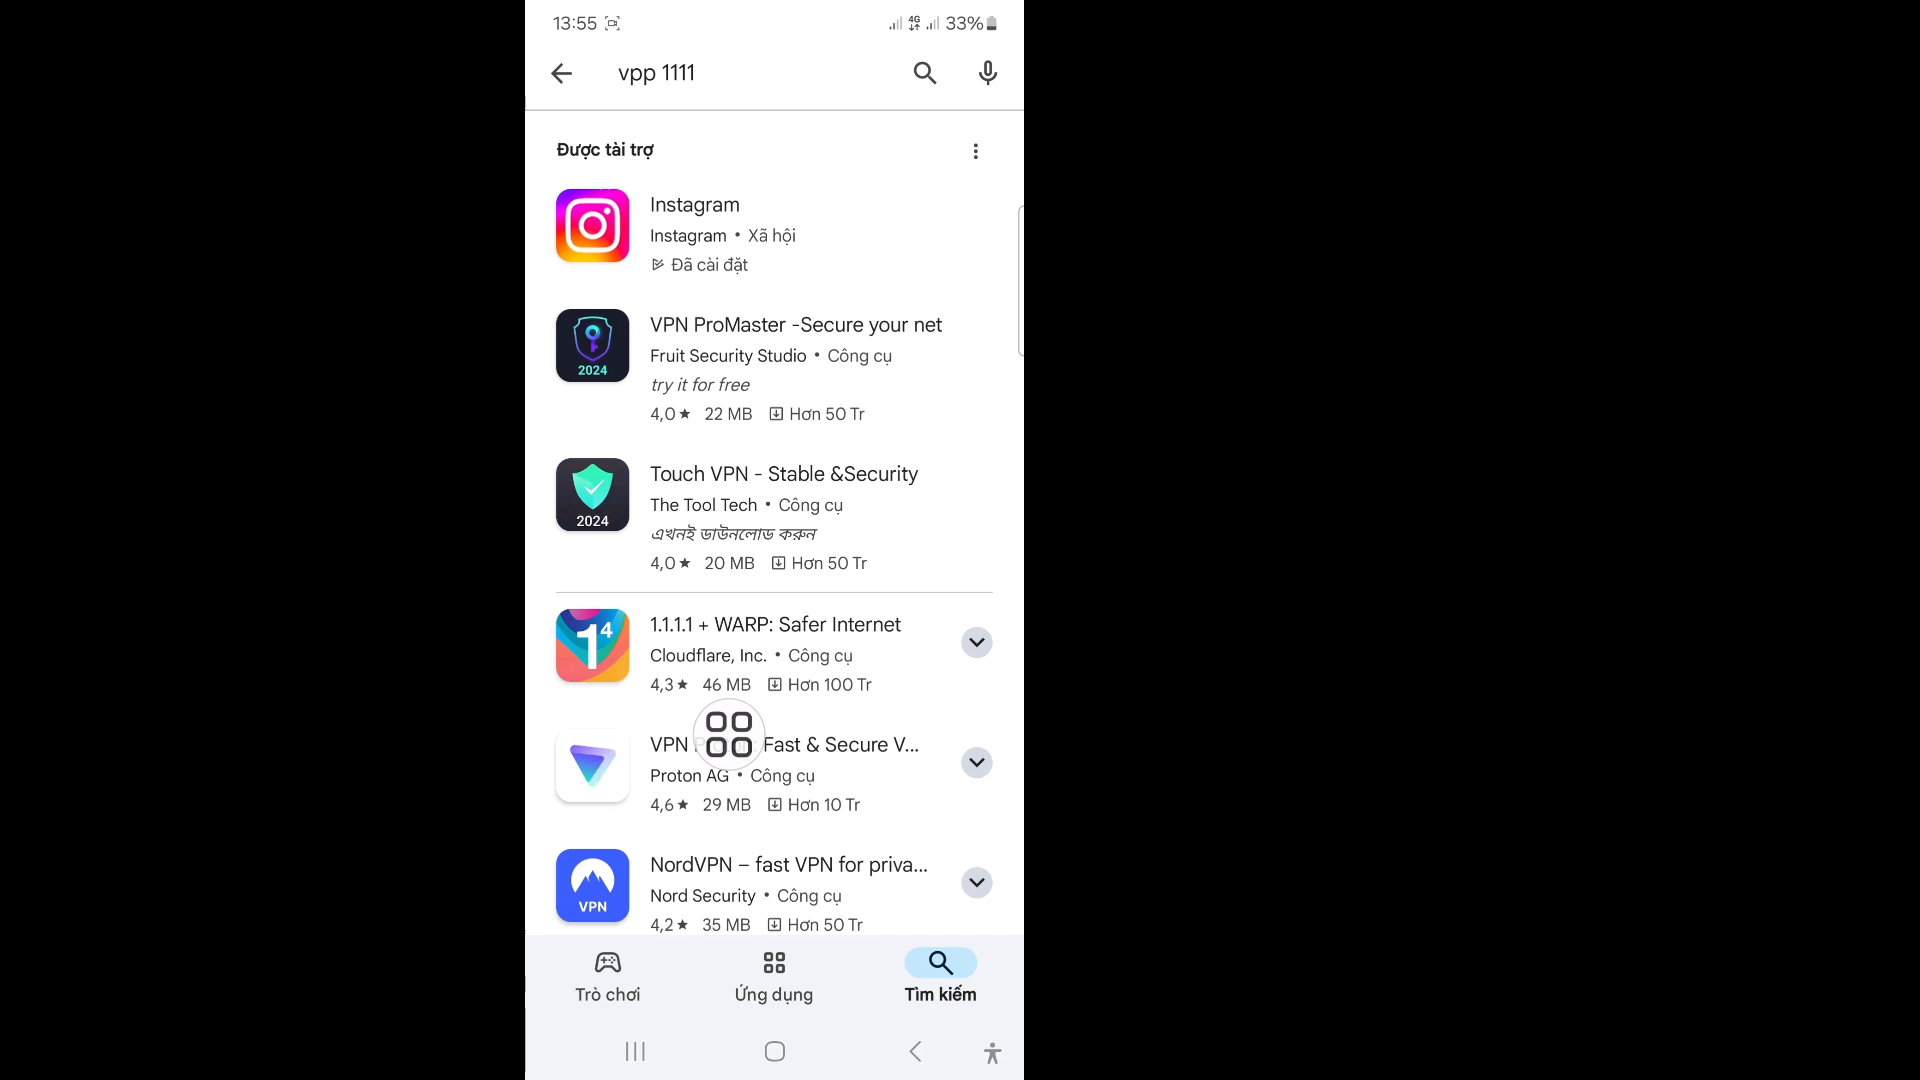 13:55 4G 33%
vpp 1111
Được tài trợ
Instagram
Instagram • Xã hội
Đã cài đặt
2024
VPN ProMaster -Secure your net
Fruit Security Studio • Công cụ
try it for free
4,0★ 22 MB Hơn 50 Tr
2024
Touch VPN - Stable &Security
The Tool Tech • Công cụ
এখনই ডাউনলোড করুন
4,0★ 20 MB Hơn 50 Tr
1⁴
1.1.1.1 + WARP: Safer Internet
Cloudflare, Inc. • Công cụ
4,3★ 46 MB Hơn 100 Tr
VPN Fast & Secure V...
Proton AG • Công cụ
4,6★ 29 MB Hơn 10 Tr
VPN
NordVPN – fast VPN for priva...
Nord Security • Công cụ
4,2★ 35 MB Hơn 50 Tr
Trò chơi Ứng dụng Tìm kiếm